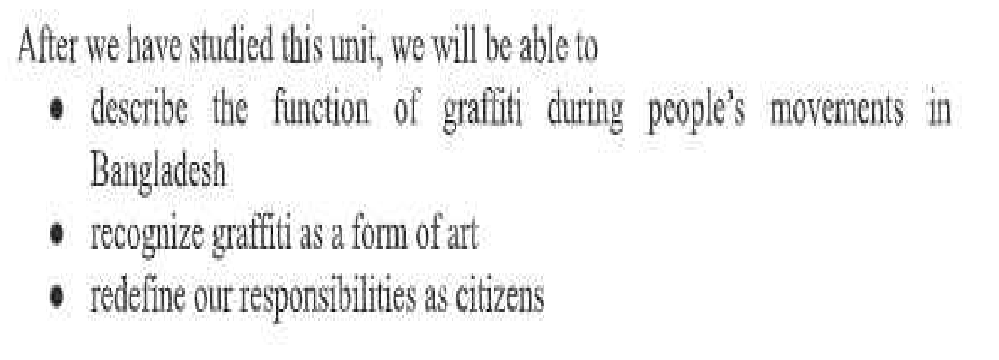 After we have studied this unit, we will be able to
• describe the function of graffiti during people's movements in
Bangladesh
• recognize graffiti as a form of art
• redefine our responsibilities as citizens